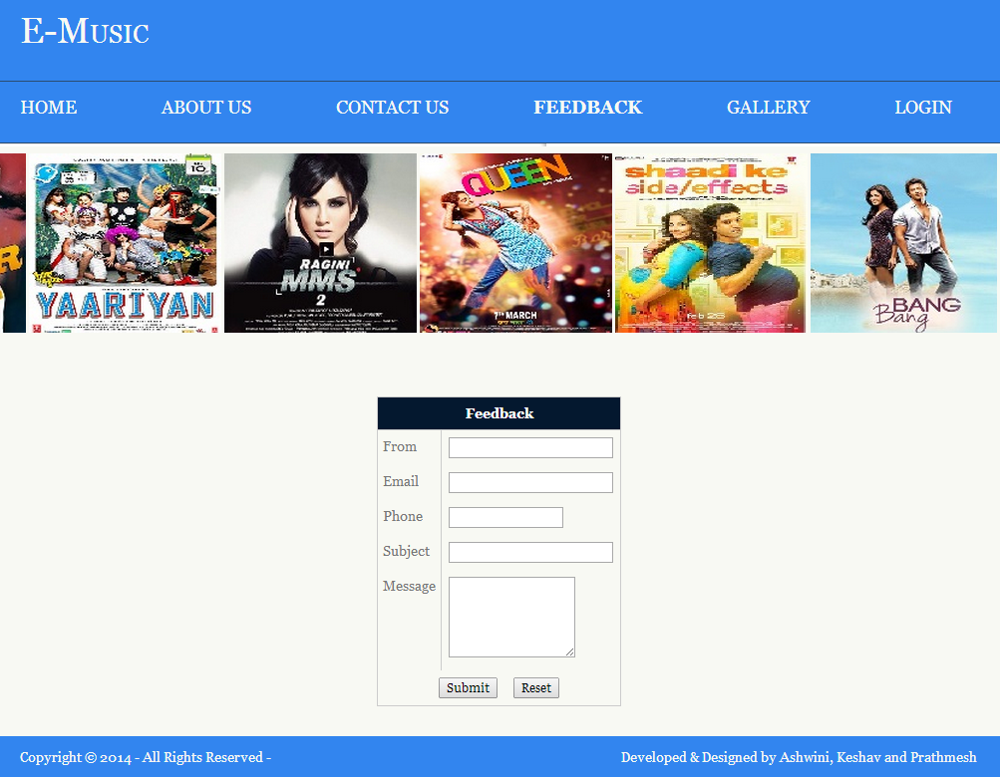 E-Music
HOME ABOUT US CONTACT US FEEDBACK GALLERY LOGIN
YAARIYAN
RAGINI
MMS
2
QUEEN
7TH MARCH
shaadi ke
side/effects
feb 28
BANG
Bang
Feedback
From
Email
Phone
Subject
Message
Submit Reset
Copyright © 2014 - All Rights Reserved - Developed & Designed by Ashwini, Keshav and Prathmesh